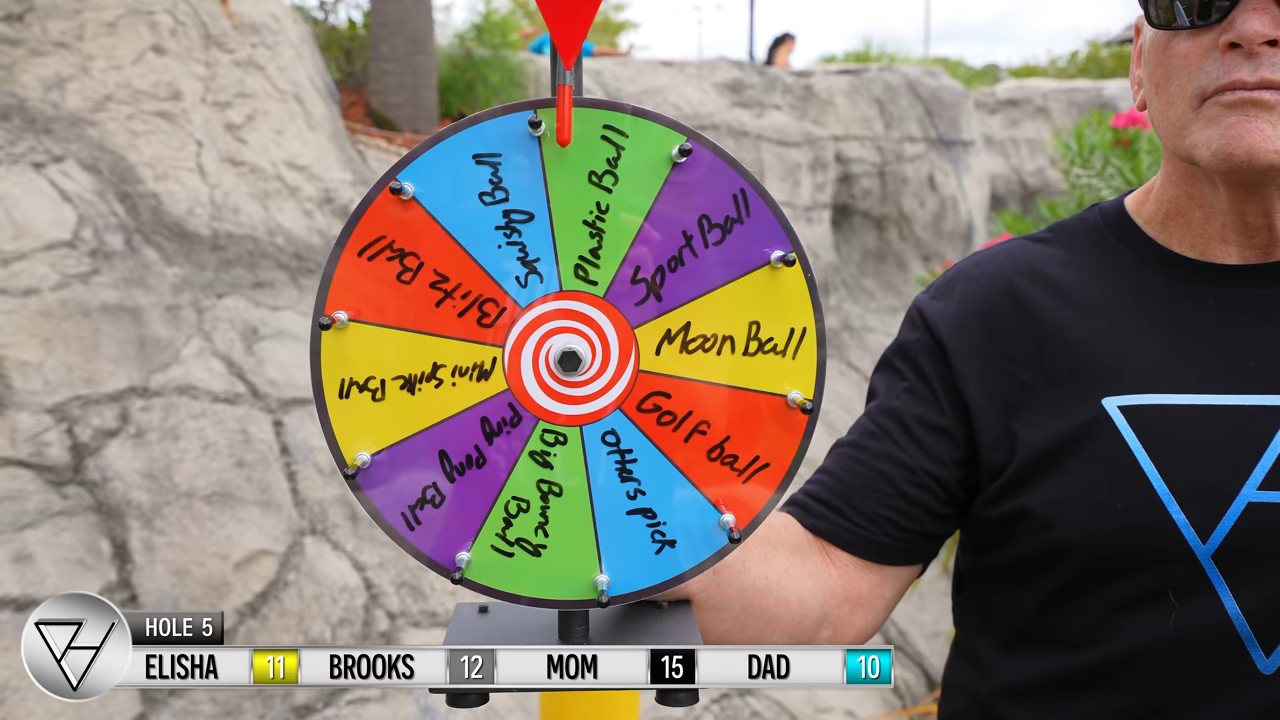 Plastic Ball
Sport Ball
Moon Ball
Golf ball
others pick
Big Bouncy
Ball
Ping Pong Ball
Mini Spike Ball
Blitz Ball
Squishy Ball
HOLE 5
ELISHA 11 BROOKS 12 MOM 15 DAD 10